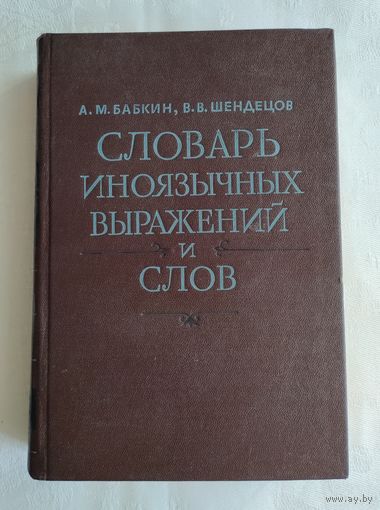 А. М. БАБКИН, В. В. ШЕНДЕЦОВ
СЛОВАРЬ
ИНОЯЗЫЧНЫХ
ВЫРАЖЕНИЙ
И
СЛОВ
www.ay.by